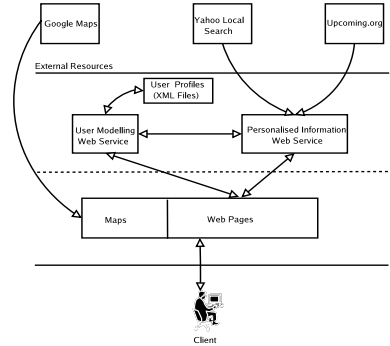 Google Maps
Yahoo Local
Search
Upcoming.org
External Resources
User Profiles
(XML Files)
User Modelling
Web Service
Personalised Information
Web Service
Maps
Web Pages
Client